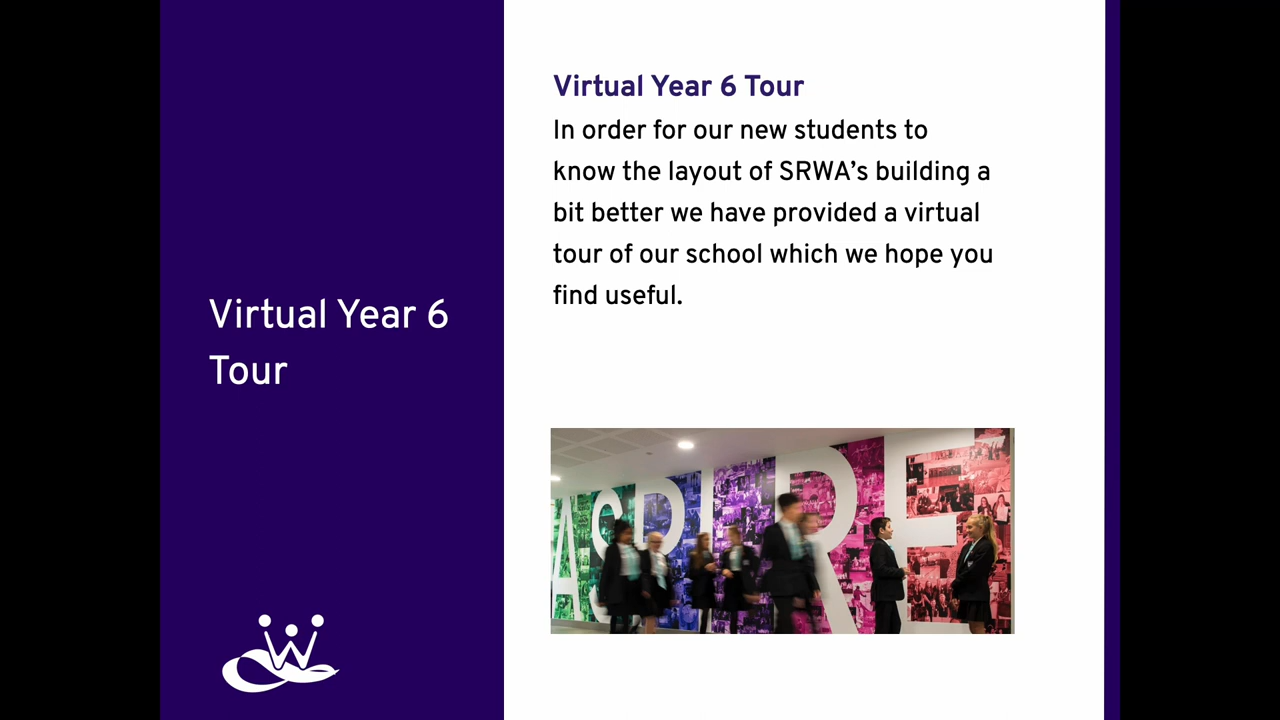 Virtual Year 6
Tour
Virtual Year 6 Tour
In order for our new students to
know the layout of SRWA’s building a
bit better we have provided a virtual
tour of our school which we hope you
find useful.
ASPIRE
W